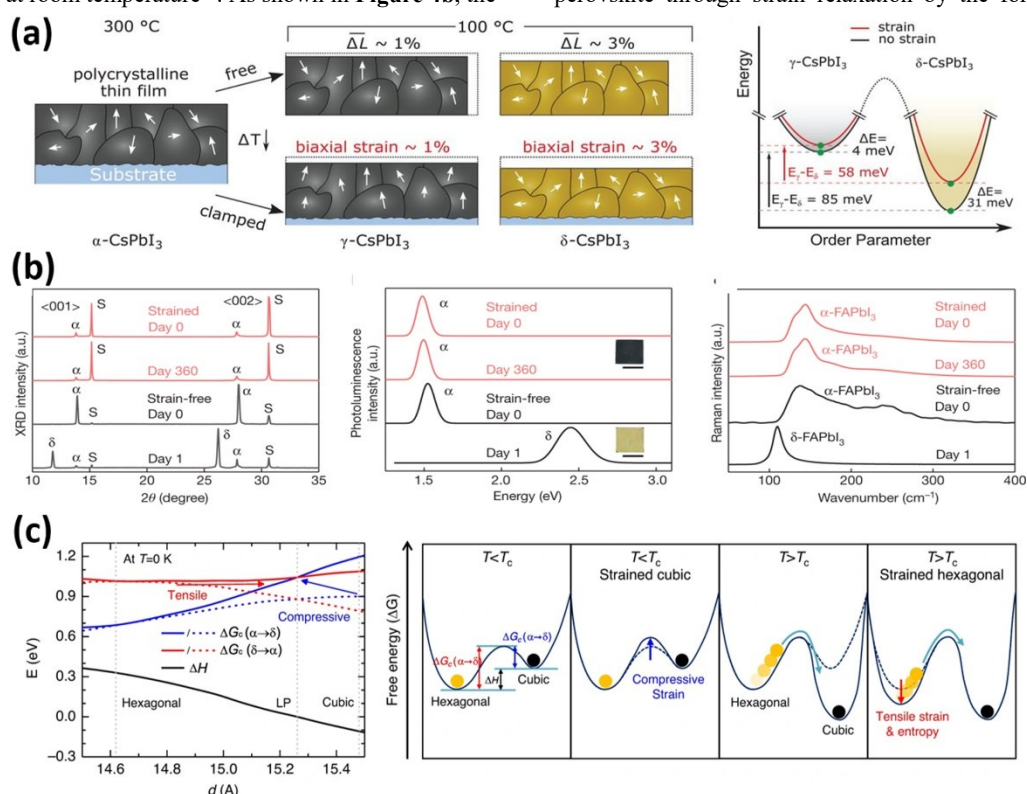 at room temperature . As shown in Figure 4b, the
perovskite through strain relaxation by the for
(a)
300 °C
100 °C
polycrystalline
thin film
Substrate
α-CsPbI3
free
ΔT↓
clamped
ΔL ~ 1%
ΔL ~ 3%
biaxial strain ~ 1%
biaxial strain ~ 3%
γ-CsPbI3
δ-CsPbI3
Energy
strain
no strain
γ-CsPbI3
δ-CsPbI3
ΔE=
4 meV
Eγ-Eδ = 58 meV
Eγ-Eδ = 85 meV
ΔE=
31 meV
Order Parameter
(b)
XRD intensity (a.u.)
<001>
<002>
α
S
α
S
Strained
Day 0
α
S
α
S
Day 360
α
S
α
S
Strain-free
Day 0
δ
α
S
δ
α
S
Day 1
10 15 20 25 30 35
2θ (degree)
Photoluminescence
intensity (a.u.)
α
Strained
Day 0
α
Day 360
α
Strain-free
Day 0
δ
Day 1
1.5 2.0 2.5 3.0
Energy (eV)
Raman intensity (a.u.)
α-FAPbI3
Strained
Day 0
α-FAPbI3
Day 360
α-FAPbI3
Strain-free
Day 0
δ-FAPbI3
Day 1
100 200 300 400
Wavenumber (cm⁻¹)
(c)
E (eV)
1.2
0.9
0.6
0.3
0.0
−0.3
At T=0 K
Tensile
Compressive
ΔGc(α→δ)
ΔGc(δ→α)
ΔH
Hexagonal
LP
Cubic
14.6 14.8 15.0 15.2 15.4
d (A)
Free energy (ΔG)
T<Tc
ΔGc(α→δ)
ΔGc(α→δ)
ΔH
Hexagonal
Cubic
T<Tc
Strained cubic
Compressive
Strain
T>Tc
Hexagonal
Cubic
T>Tc
Strained hexagonal
Tensile strain
& entropy